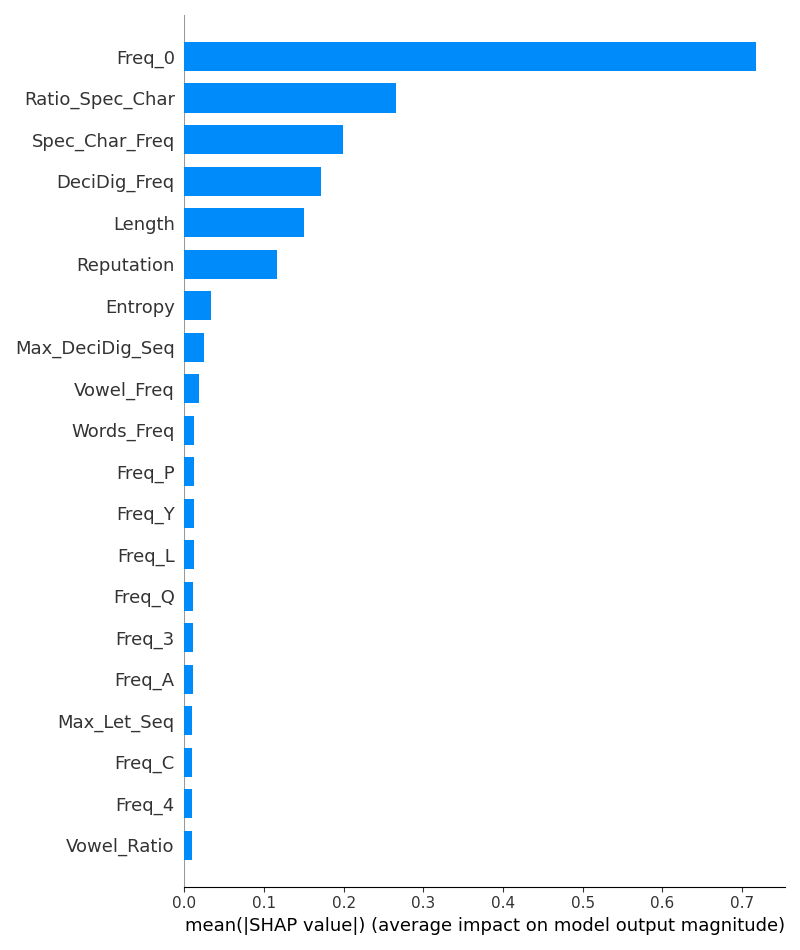 Freq_0
Ratio_Spec_Char
Spec_Char_Freq
DeciDig_Freq
Length
Reputation
Entropy
Max_DeciDig_Seq
Vowel_Freq
Words_Freq
Freq_P
Freq_Y
Freq_L
Freq_Q
Freq_3
Freq_A
Max_Let_Seq
Freq_C
Freq_4
Vowel_Ratio
0.0 0.1 0.2 0.3 0.4 0.5 0.6 0.7
mean(|SHAP value|) (average impact on model output magnitude)